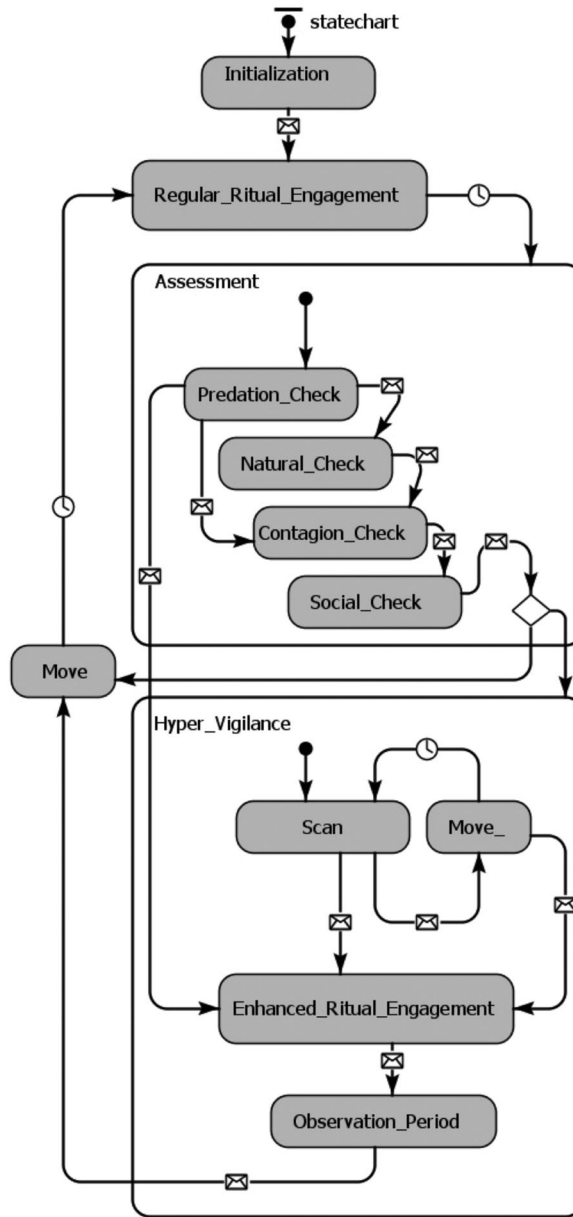 statechart
Initialization
Regular_Ritual_Engagement
Assessment
Predation_Check
Natural_Check
Contagion_Check
Social_Check
Move
Hyper_Vigilance
Scan
Move_
Enhanced_Ritual_Engagement
Observation_Period